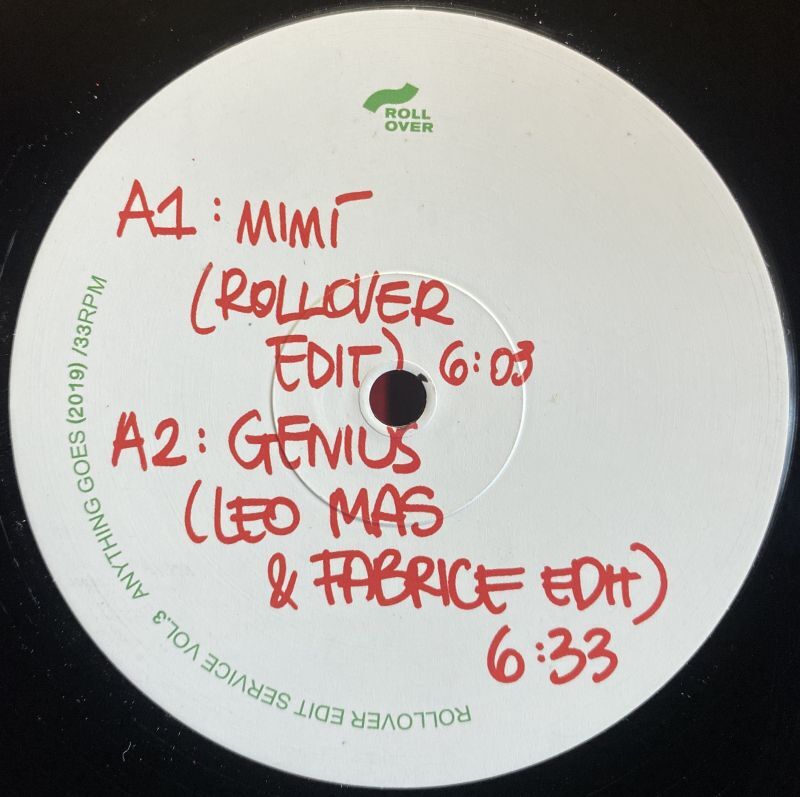 ROLL
OVER
A1: MIMÍ
(ROLLOVER
EDIT) 6:03
A2: GENIUS
(LEO MAS
& FABRICE EDIT)
6:33
ROLLOVER EDIT SERVICE VOL.3 ANYTHING GOES (2019) /33RPM